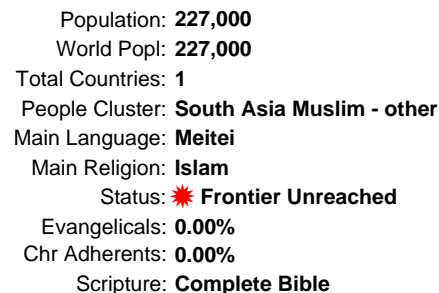 Population: 227,000
World Popl: 227,000
Total Countries: 1
People Cluster: South Asia Muslim - other
Main Language: Meitei
Main Religion: Islam
Status: Frontier Unreached
Evangelicals: 0.00%
Chr Adherents: 0.00%
Scripture: Complete Bible